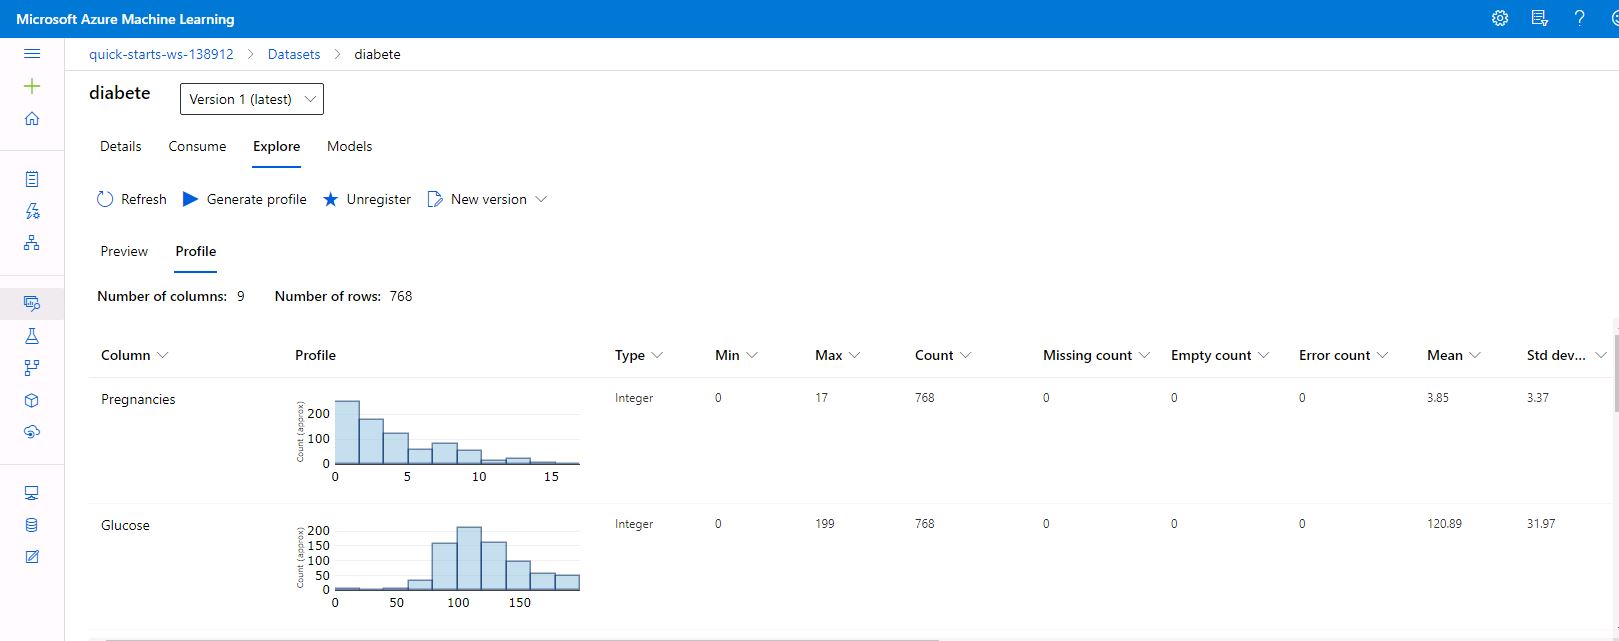 Microsoft Azure Machine Learning
?
quick-starts-ws-138912 > Datasets > diabete
diabete Version 1 (latest)
Details Consume Explore Models
Refresh Generate profile Unregister New version
Preview Profile
Number of columns: 9 Number of rows: 768
Column Profile Type Min Max Count Missing count Empty count Error count Mean Std dev...
Pregnancies Integer 0 17 768 0 0 0 3.85 3.37
Count (approx)
200
100
0
0 5 10 15
Glucose Integer 0 199 768 0 0 0 120.89 31.97
Count (approx)
200
150
100
50
0
0 50 100 150